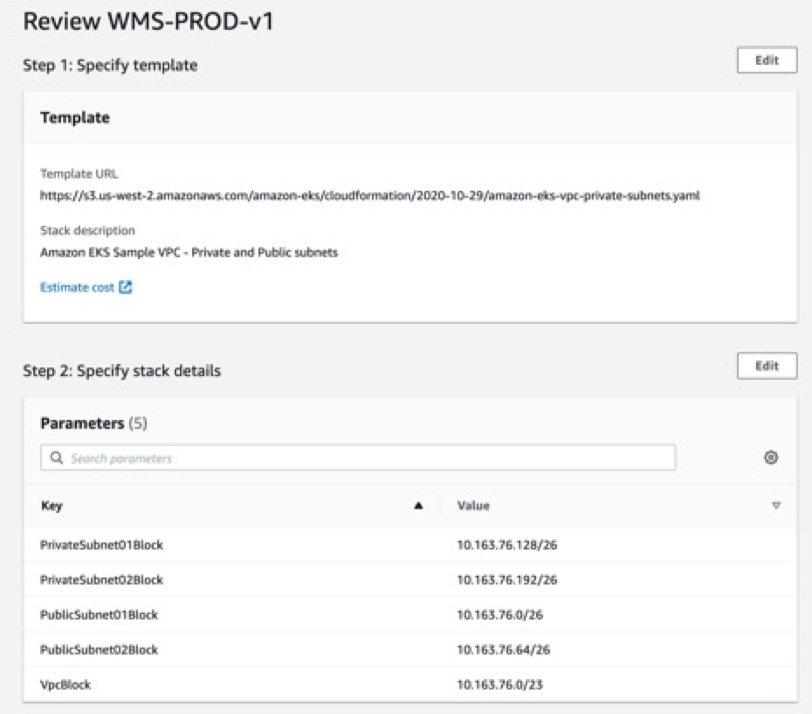 Review WMS-PROD-v1
Step 1: Specify template
Edit
Template
Template URL
https://s3.us-west-2.amazonaws.com/amazon-eks/cloudformation/2020-10-29/amazon-eks-vpc-private-subnets.yaml
Stack description
Amazon EKS Sample VPC - Private and Public subnets
Estimate cost
Step 2: Specify stack details
Edit
Parameters (5)
Search parameters
Key Value
PrivateSubnet01Block 10.163.76.128/26
PrivateSubnet02Block 10.163.76.192/26
PublicSubnet01Block 10.163.76.0/26
PublicSubnet02Block 10.163.76.64/26
VpcBlock 10.163.76.0/23